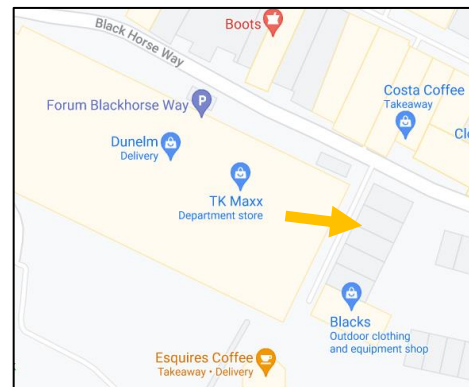 Boots
Black Horse Way
Costa Coffee
Takeaway
Forum Blackhorse Way
P
Cl
Dunelm
Delivery
TK Maxx
Department store
Blacks
Outdoor clothing
and equipment shop
Esquires Coffee
Takeaway • Delivery